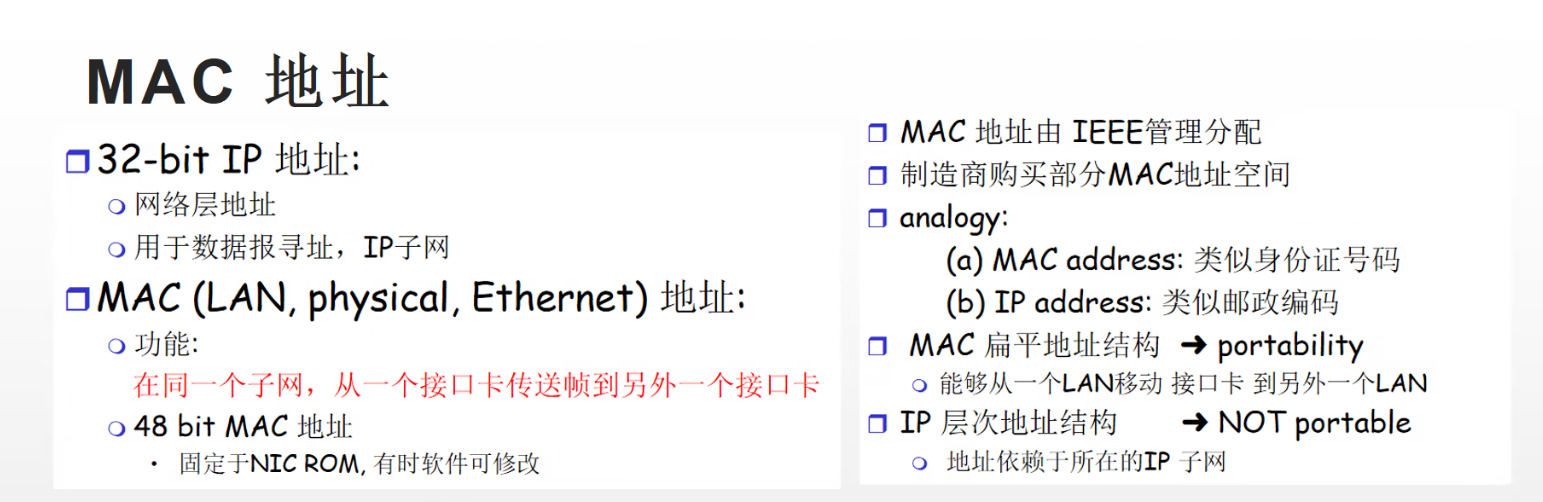 MAC 地址
32-bit IP 地址:
网络层地址
用于数据报寻址，IP子网
MAC (LAN, physical, Ethernet) 地址:
功能:
在同一个子网，从一个接口卡传送帧到另外一个接口卡
48 bit MAC 地址
固定于NIC ROM, 有时软件可修改
MAC 地址由 IEEE管理分配
制造商购买部分MAC地址空间
analogy:
(a) MAC address: 类似身份证号码
(b) IP address: 类似邮政编码
MAC 扁平地址结构 ➜ portability
能够从一个LAN移动 接口卡 到另外一个LAN
IP 层次地址结构 ➜ NOT portable
地址依赖于所在的IP 子网